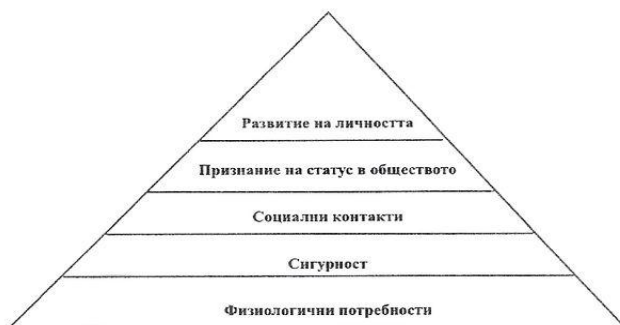 Развитие на личността
Признание на статус в обществото
Социални контакти
Сигурност
Физиологични потребности